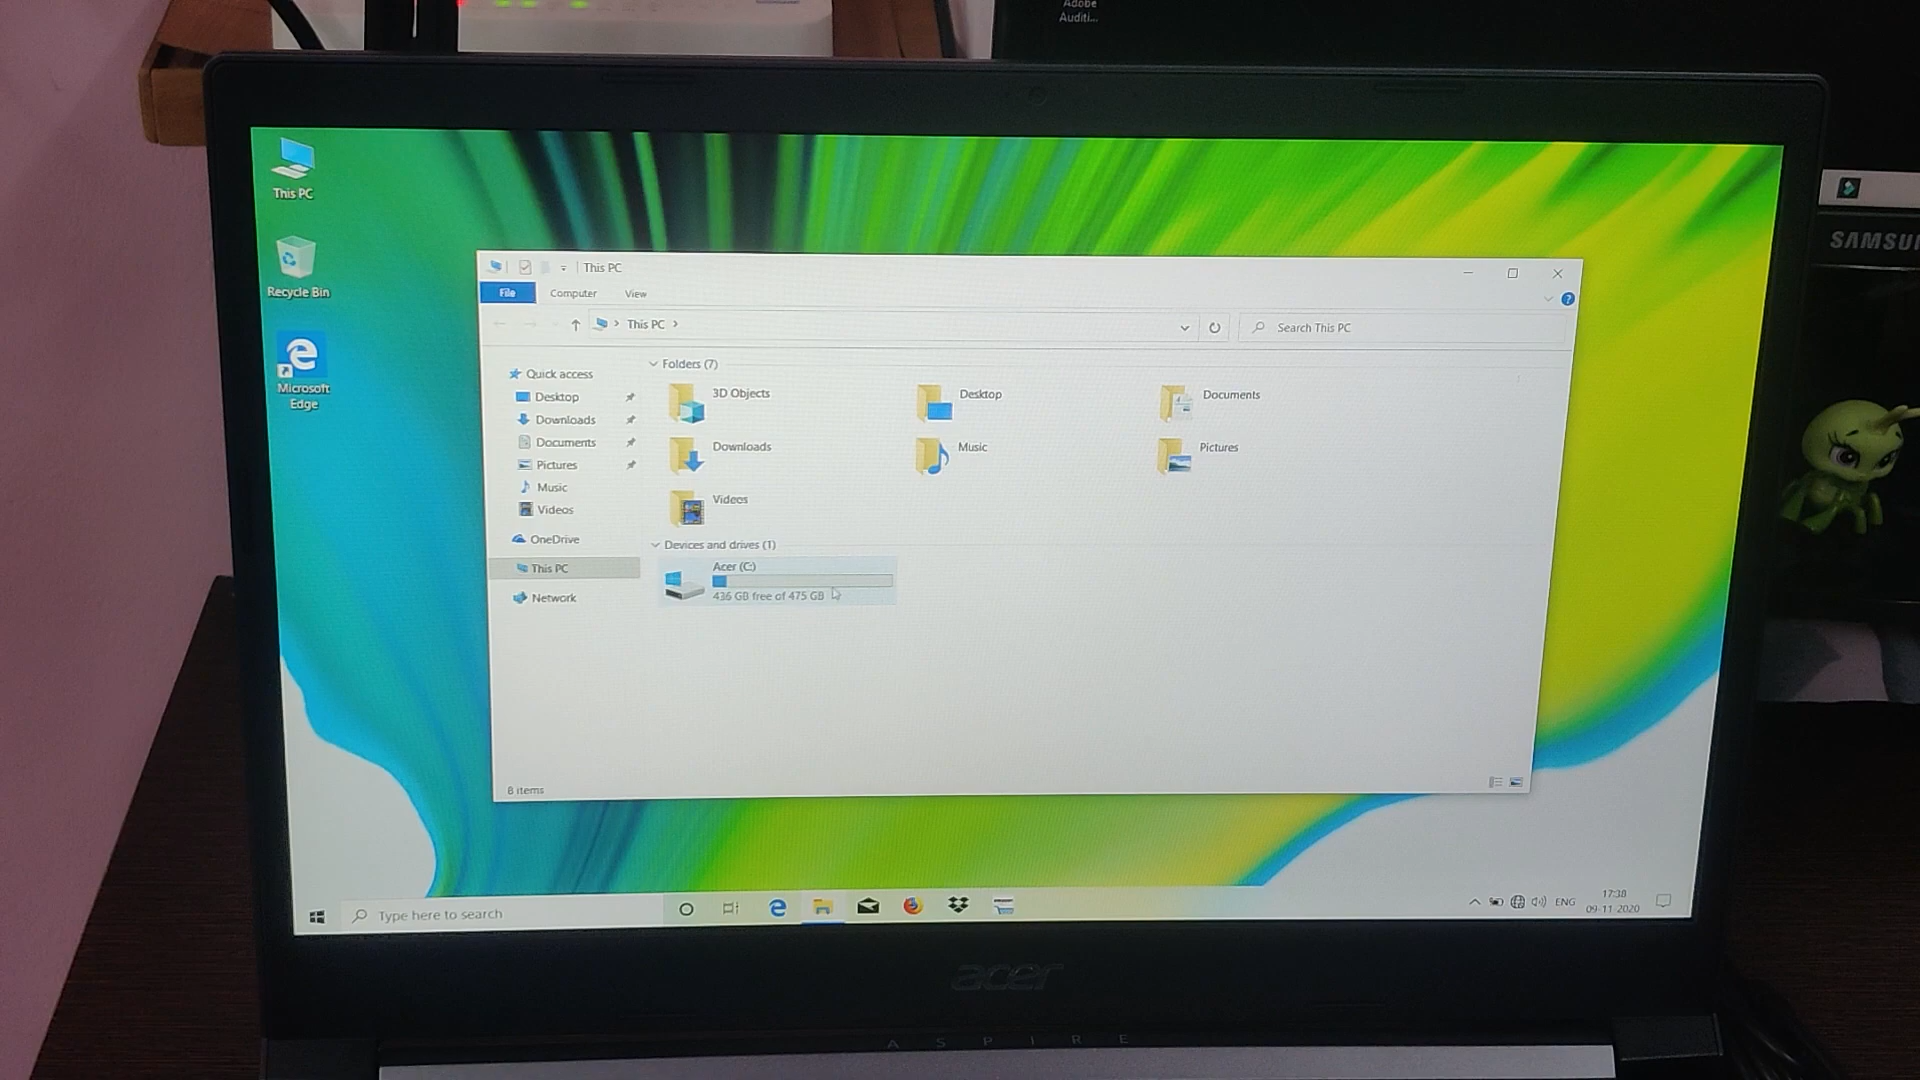 Adobe
Auditi...
SAMSU
This PC
Recycle Bin
Microsoft
Edge
This PC
File Computer View
This PC
Search This PC
Quick access
Desktop
Downloads
Documents
Pictures
Music
Videos
OneDrive
This PC
Network
Folders (7)
3D Objects
Desktop
Documents
Downloads
Music
Pictures
Videos
Devices and drives (1)
Acer (C:)
436 GB free of 475 GB
8 items
Type here to search
ENG
17:38
09-11-2020
acer
ASPIRE